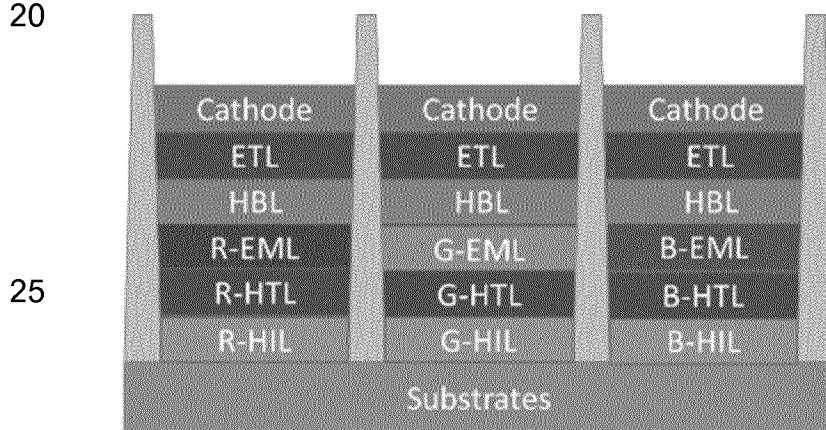 20
Cathode Cathode Cathode
ETL ETL ETL
HBL HBL HBL
R-EML G-EML B-EML
25
R-HTL G-HTL B-HTL
R-HIL G-HIL B-HIL
Substrates